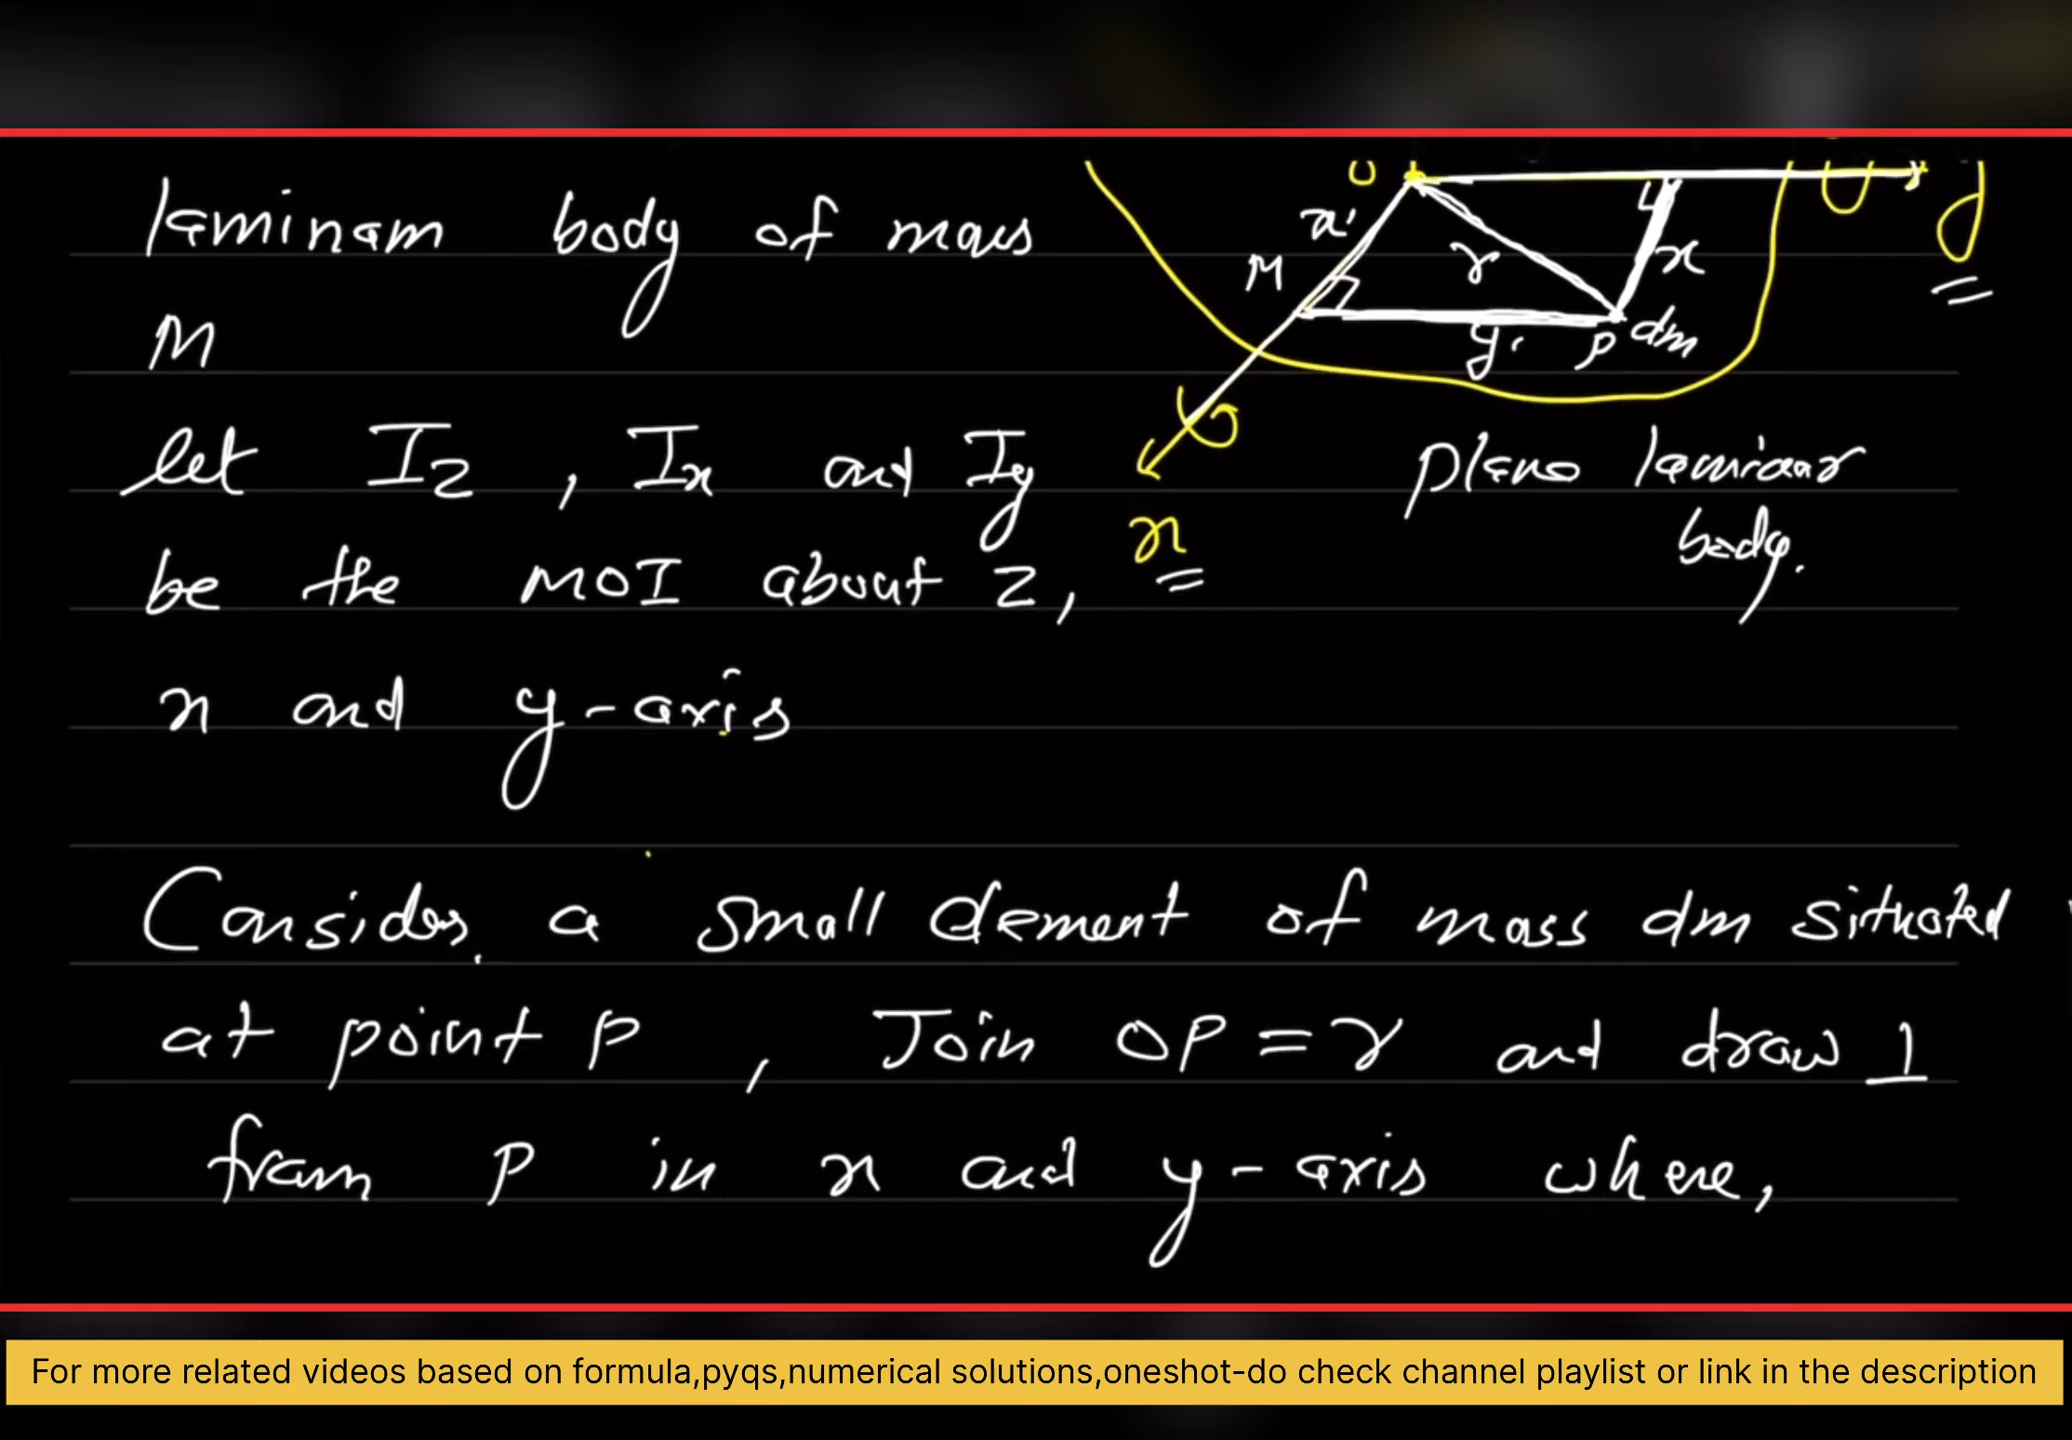 laminam body of mass
M
let Iz , Ix and Iy
be the MOI about z,
x and y-axis
O
y
x'
M
r
x
y'
P
dm
x
plane laminar
body.
Consider a small element of mass dm situated
at point P , Join OP = r and draw ⊥
from P in x and y-axis where,
For more related videos based on formula,pyqs,numerical solutions,oneshot-do check channel playlist or link in the description